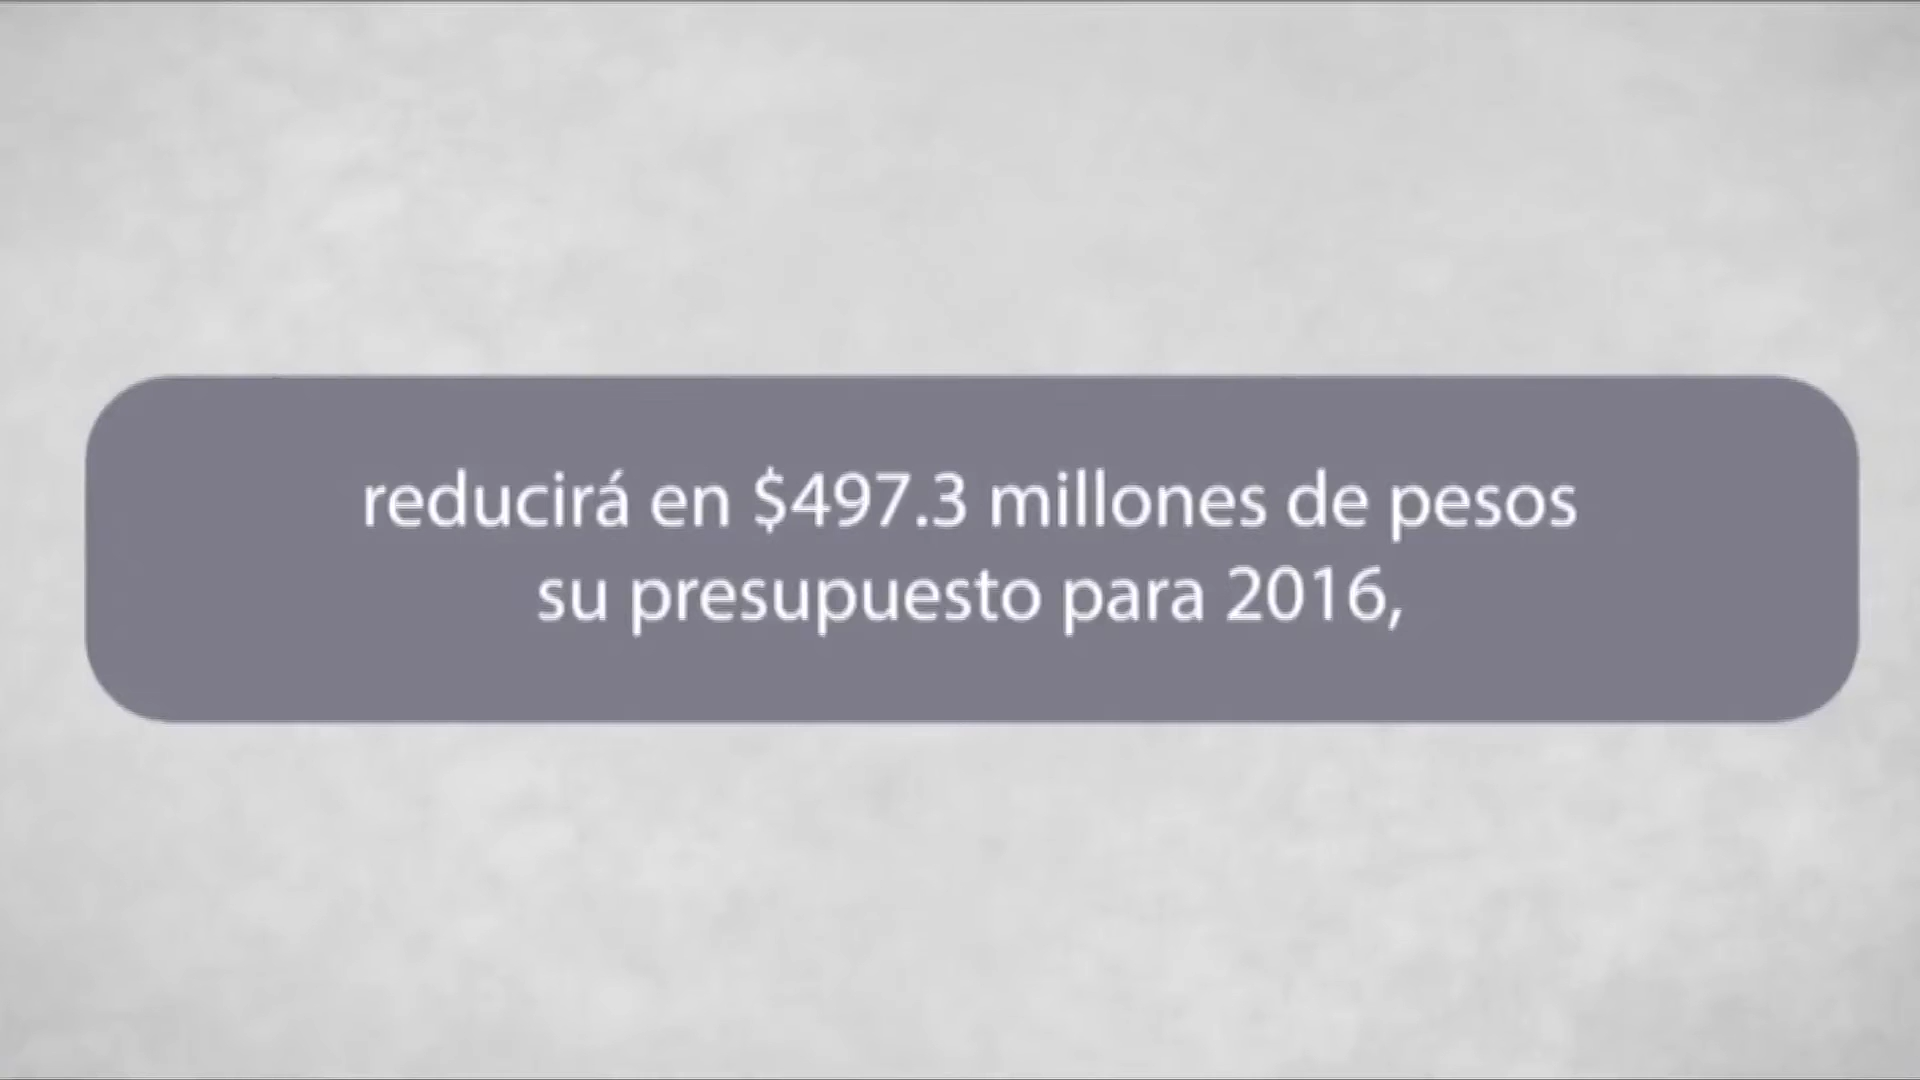 reducirá en $497.3 millones de pesos
su presupuesto para 2016,